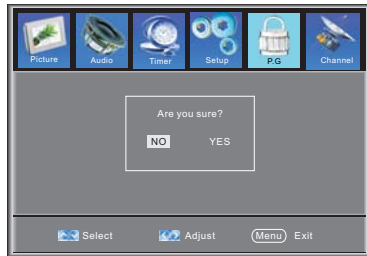 Picture Audio Timer Setup P.G Channel
Are you sure?
NO YES
Select Adjust Menu Exit